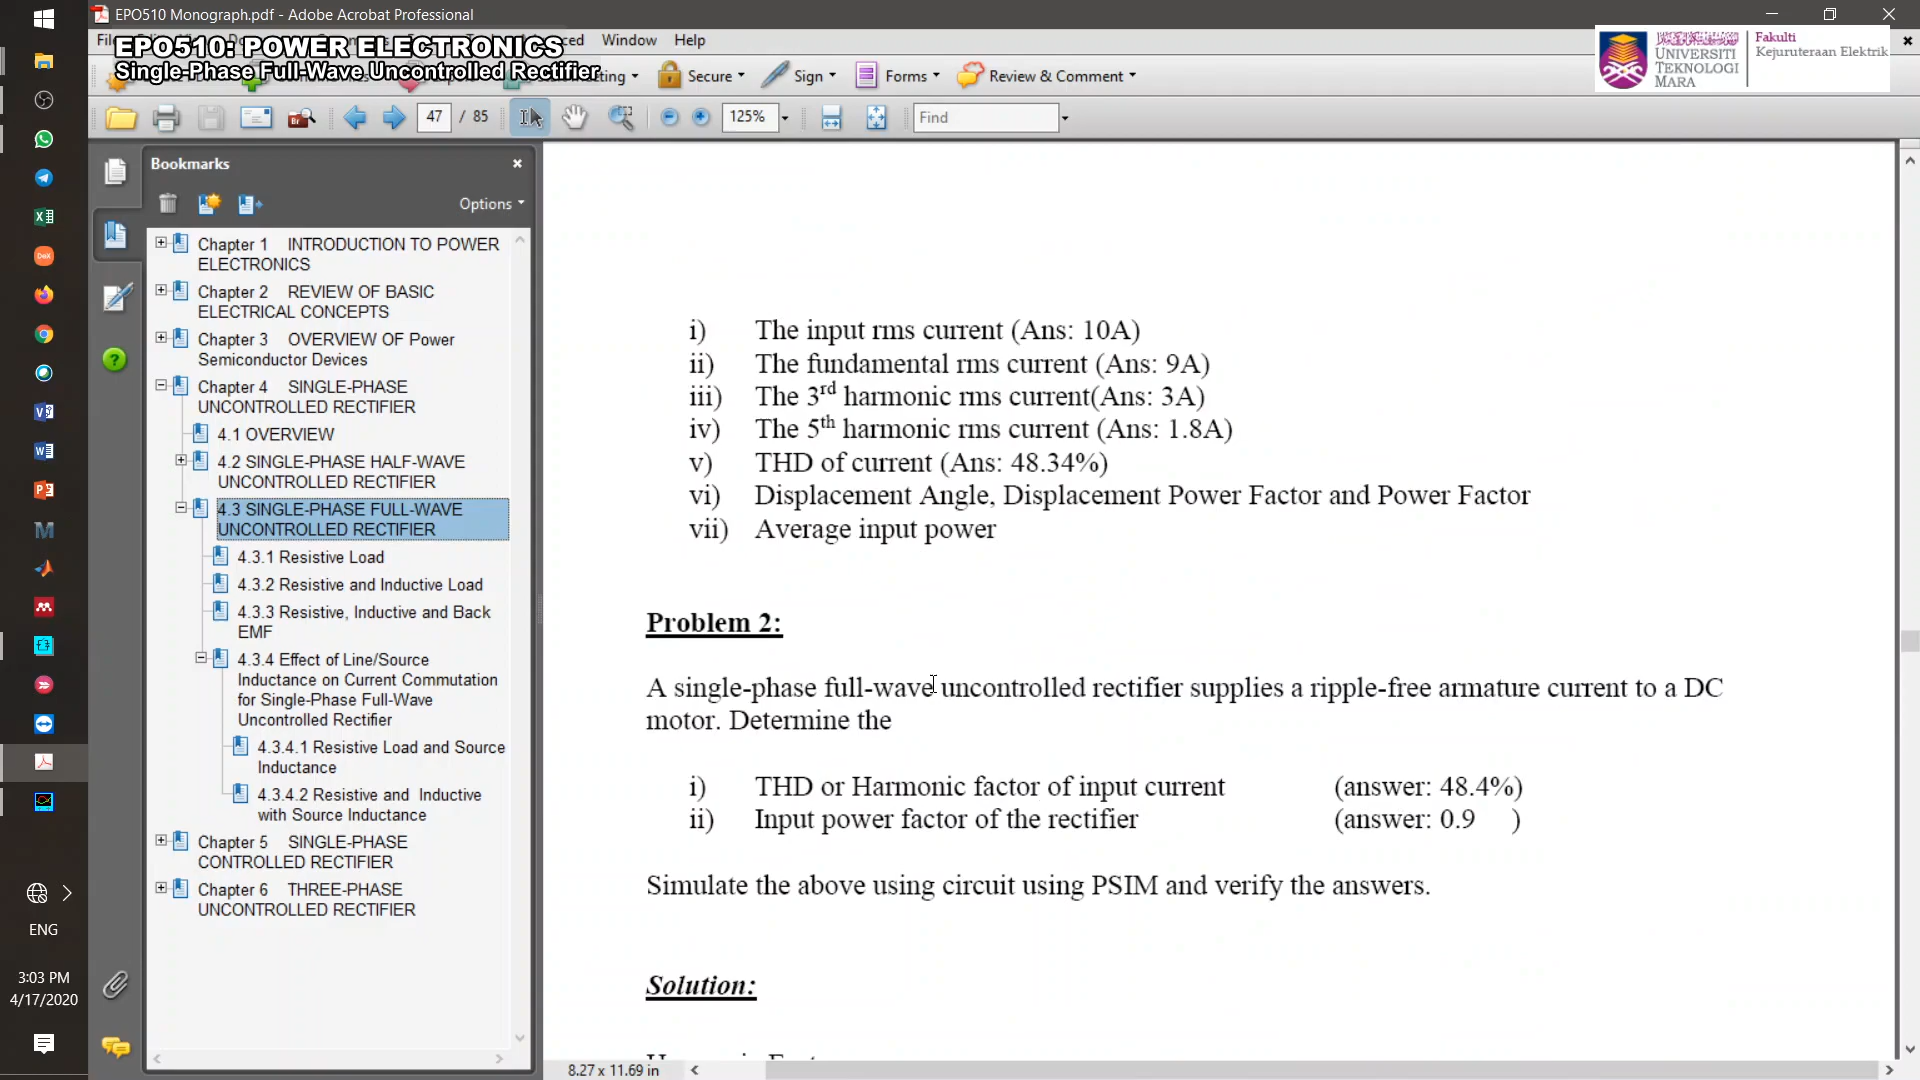 EPO510 Monograph.pdf - Adobe Acrobat Professional
EPO510: POWER ELECTRONICS
Single-Phase Full-Wave Uncontrolled Rectifier
Window Help
UNIVERSITI
TEKNOLOGI
MARA
Fakulti
Kejuruteraan Elektrik
Secure
Sign
Forms
Review & Comment
47 / 85
125%
Find
Bookmarks
Options
Chapter 1 INTRODUCTION TO POWER
ELECTRONICS
Chapter 2 REVIEW OF BASIC
ELECTRICAL CONCEPTS
Chapter 3 OVERVIEW OF Power
Semiconductor Devices
Chapter 4 SINGLE-PHASE
UNCONTROLLED RECTIFIER
4.1 OVERVIEW
4.2 SINGLE-PHASE HALF-WAVE
UNCONTROLLED RECTIFIER
4.3 SINGLE-PHASE FULL-WAVE
UNCONTROLLED RECTIFIER
4.3.1 Resistive Load
4.3.2 Resistive and Inductive Load
4.3.3 Resistive, Inductive and Back
EMF
4.3.4 Effect of Line/Source
Inductance on Current Commutation
for Single-Phase Full-Wave
Uncontrolled Rectifier
4.3.4.1 Resistive Load and Source
Inductance
4.3.4.2 Resistive and Inductive
with Source Inductance
Chapter 5 SINGLE-PHASE
CONTROLLED RECTIFIER
Chapter 6 THREE-PHASE
UNCONTROLLED RECTIFIER
i) The input rms current (Ans: 10A)
ii) The fundamental rms current (Ans: 9A)
iii) The 3rd harmonic rms current(Ans: 3A)
iv) The 5th harmonic rms current (Ans: 1.8A)
v) THD of current (Ans: 48.34%)
vi) Displacement Angle, Displacement Power Factor and Power Factor
vii) Average input power
Problem 2:
A single-phase full-wave uncontrolled rectifier supplies a ripple-free armature current to a DC
motor. Determine the
i) THD or Harmonic factor of input current (answer: 48.4%)
ii) Input power factor of the rectifier (answer: 0.9 )
Simulate the above using circuit using PSIM and verify the answers.
Solution:
8.27 x 11.69 in
ENG
3:03 PM
4/17/2020